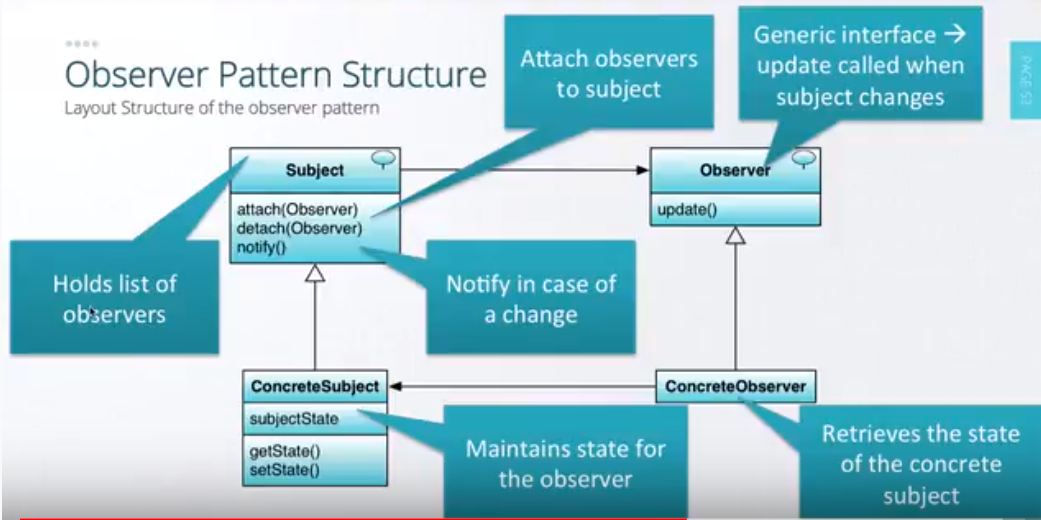 Observer Pattern Structure
Layout Structure of the observer pattern
Attach observers
to subject
Generic interface →
update called when
subject changes
PAGE 53
Subject
attach(Observer)
detach(Observer)
notify()
Observer
update()
Holds list of
observers
Notify in case of
a change
ConcreteSubject
subjectState
getState()
setState()
ConcreteObserver
Maintains state for
the observer
Retrieves the state
of the concrete
subject